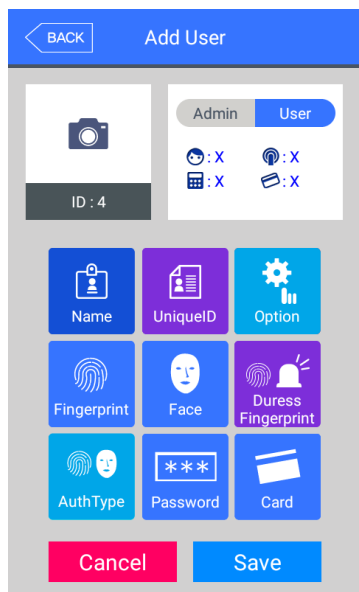 BACK Add User
Admin User
: X : X
: X : X
ID : 4
Name UniqueID Option
Fingerprint Face Duress
Fingerprint
AuthType *** Password Card
Cancel Save